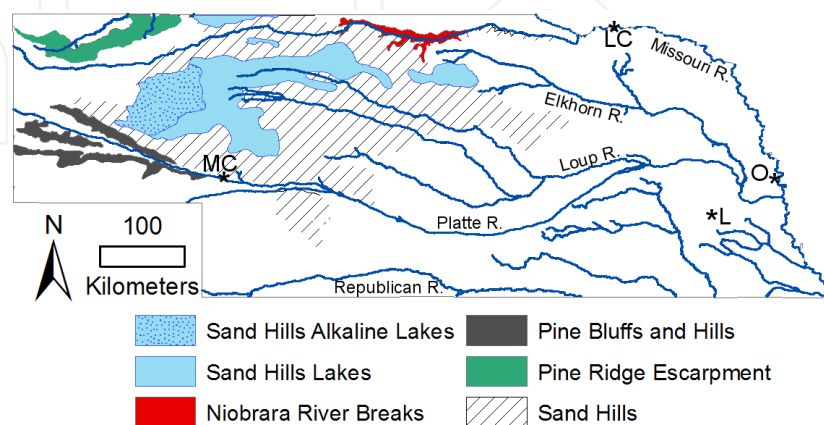 LC
Missouri R.
Elkhorn R.
MC
Loup R.
O
L
Platte R.
N
100
Kilometers
Republican R.
Sand Hills Alkaline Lakes
Pine Bluffs and Hills
Sand Hills Lakes
Pine Ridge Escarpment
Niobrara River Breaks
Sand Hills